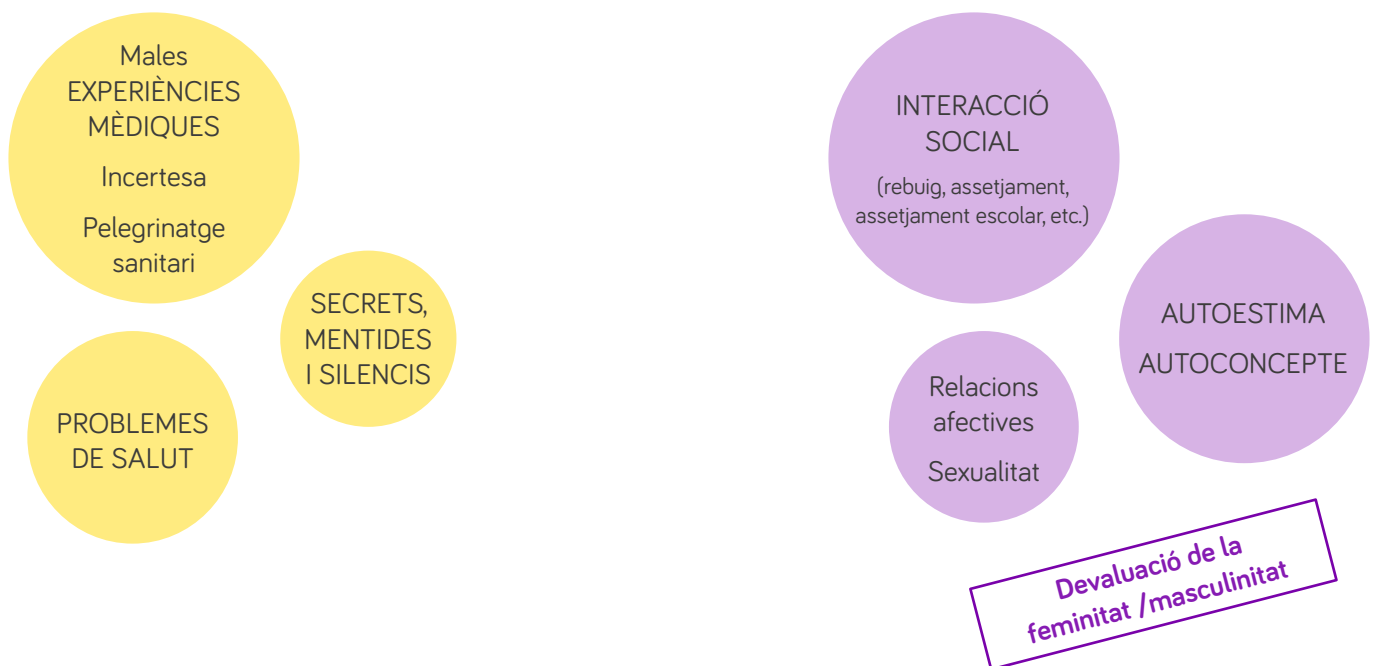 Males
EXPERIÈNCIES
MÈDIQUES
Incertesa
Pelegrinatge
sanitari
SECRETS,
MENTIDES
I SILENCIS
PROBLEMES
DE SALUT
INTERACCIÓ
SOCIAL
(rebuig, assetjament,
assetjament escolar, etc.)
AUTOESTIMA
AUTOCONCEPTE
Relacions
afectives
Sexualitat
Devaluació de la
feminitat /masculinitat